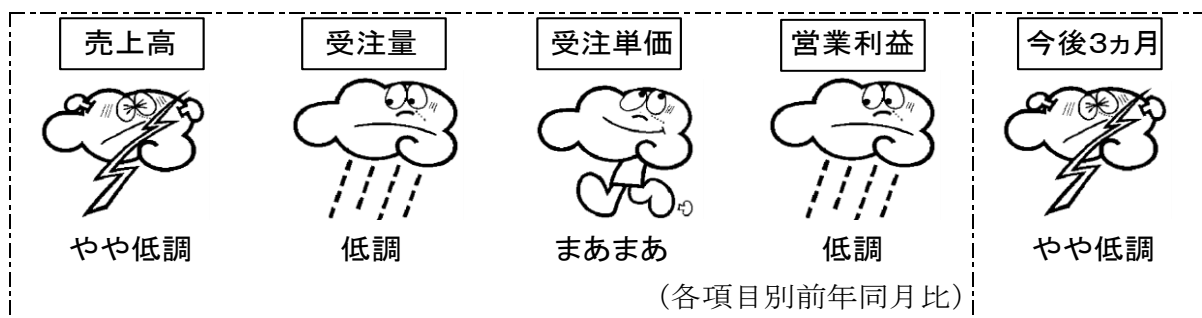 売上高 受注量 受注単価 営業利益 今後3ヵ月
やや低調 低調 まあまあ 低調 やや低調
(各項目別前年同月比)